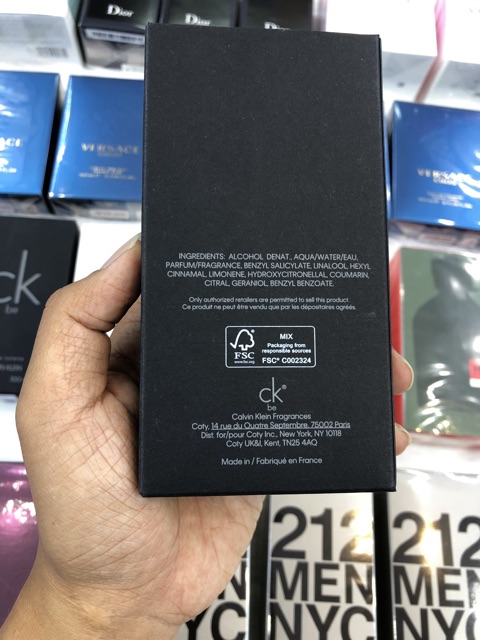 Dior
VERSACE
VERSACE
ck
be
INGREDIENTS: ALCOHOL DENAT., AQUA/WATER/EAU,
PARFUM/FRAGRANCE, BENZYL SALICYLATE, LINALOOL, HEXYL
CINNAMAL, LIMONENE, HYDROXYCITRONELLAL, COUMARIN,
CITRAL, GERANIOL, BENZYL BENZOATE.
Only authorized retailers are permitted to sell this product.
Ce produit ne peut être vendu que par les dépositaires agréés.
FSC
www.fsc.org
MIX
Packaging from
responsible sources
FSC® C002324
ck®
be
Calvin Klein Fragrances
Coty, 14 rue du Quatre Septembre, 75002 Paris
Dist. for/pour Coty Inc., New York, NY 10118
Coty UK&I, Kent, TN25 4AQ
Made in / Fabriqué en France
212
MEN
NYC
212
MEN
NYC